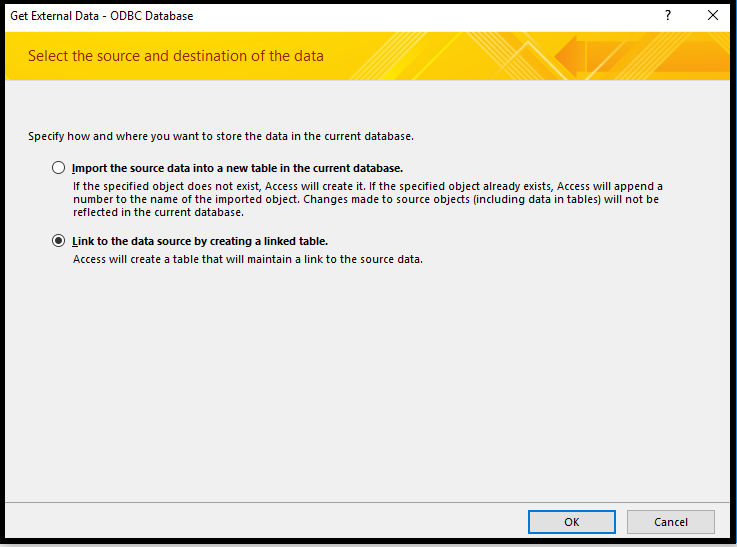 Get External Data - ODBC Database
?
Select the source and destination of the data
Specify how and where you want to store the data in the current database.
Import the source data into a new table in the current database.
If the specified object does not exist, Access will create it. If the specified object already exists, Access will append a
number to the name of the imported object. Changes made to source objects (including data in tables) will not be
reflected in the current database.
Link to the data source by creating a linked table.
Access will create a table that will maintain a link to the source data.
OK
Cancel